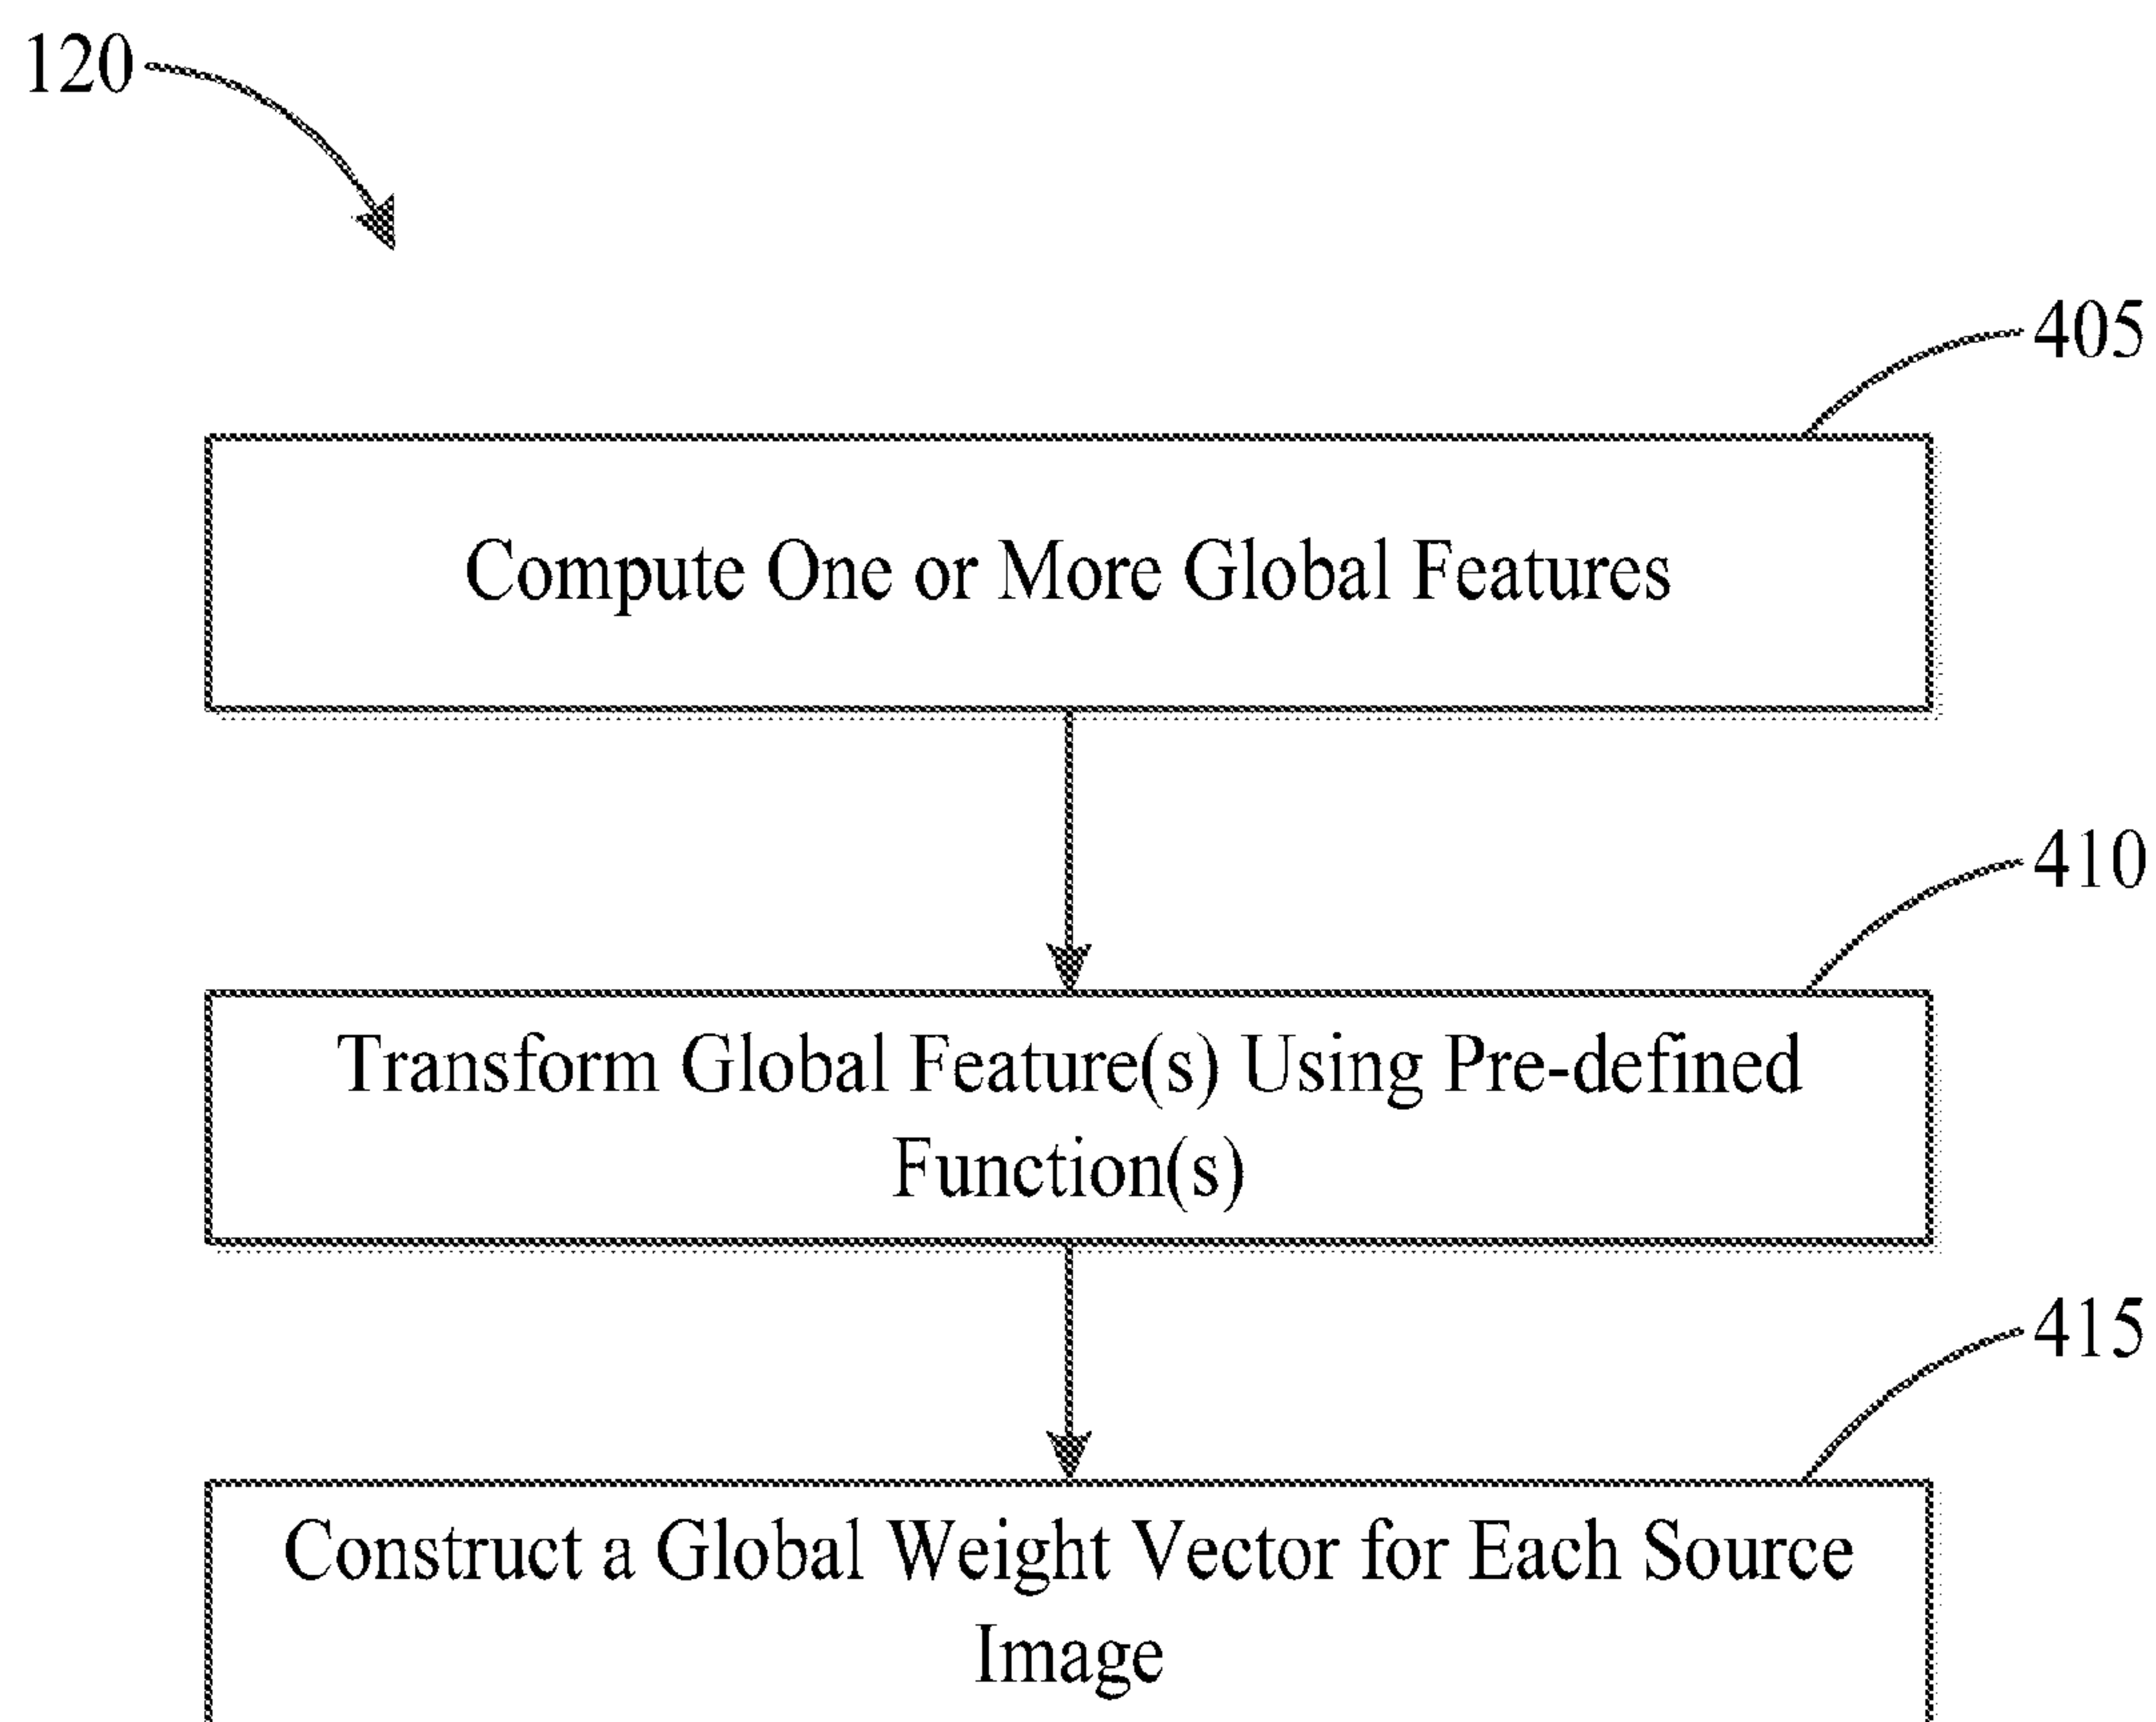 120
405
Compute One or More Global Features
410
Transform Global Feature(s) Using Pre-defined
Function(s)
415
Construct a Global Weight Vector for Each Source
Image